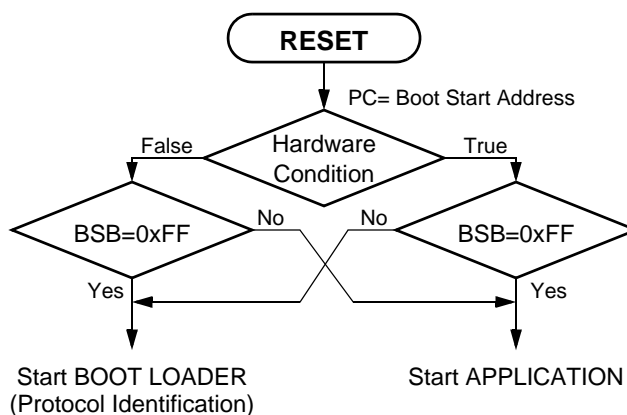 RESET
PC= Boot Start Address
False
Hardware
Condition
True
BSB=0xFF
No
No
BSB=0xFF
Yes
Yes
Start BOOT LOADER
(Protocol Identification)
Start APPLICATION